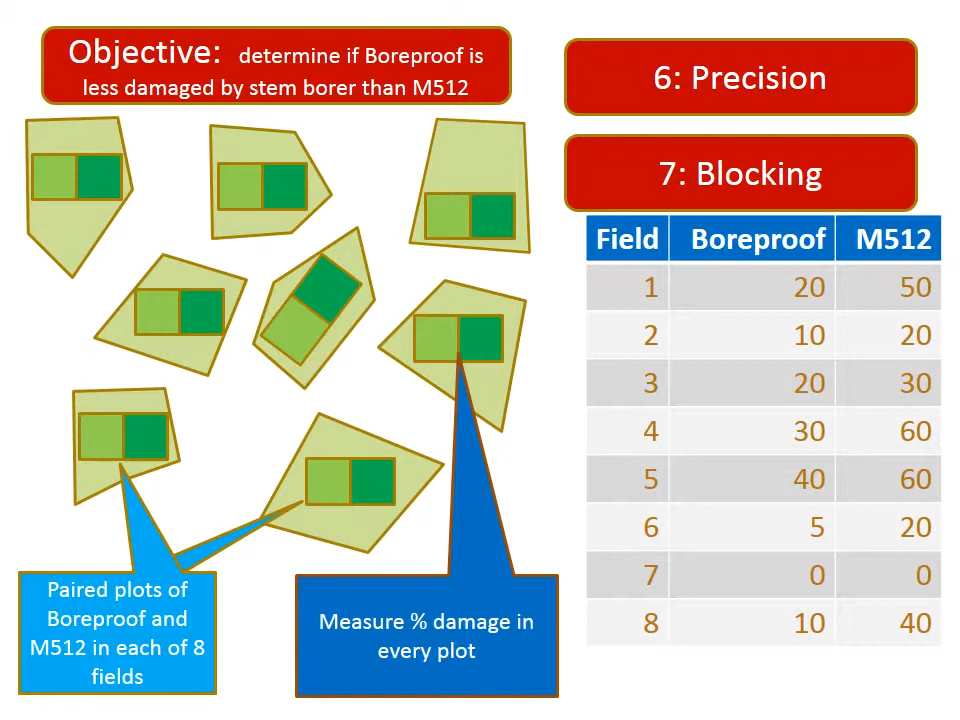 Objective: determine if Boreproof is
less damaged by stem borer than M512
6: Precision
7: Blocking
Field Boreproof M512
1 20 50
2 10 20
3 20 30
4 30 60
5 40 60
6 5 20
7 0 0
8 10 40
Paired plots of
Boreproof and
M512 in each of 8
fields
Measure % damage in
every plot